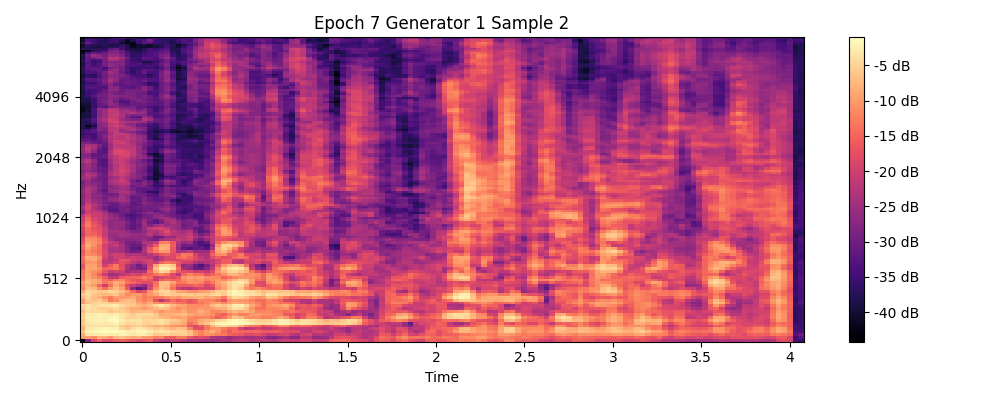 Epoch 7 Generator 1 Sample 2
Hz
4096
2048
1024
512
0
0
0.5
1
1.5
2
2.5
3
3.5
4
Time
-5 dB
-10 dB
-15 dB
-20 dB
-25 dB
-30 dB
-35 dB
-40 dB